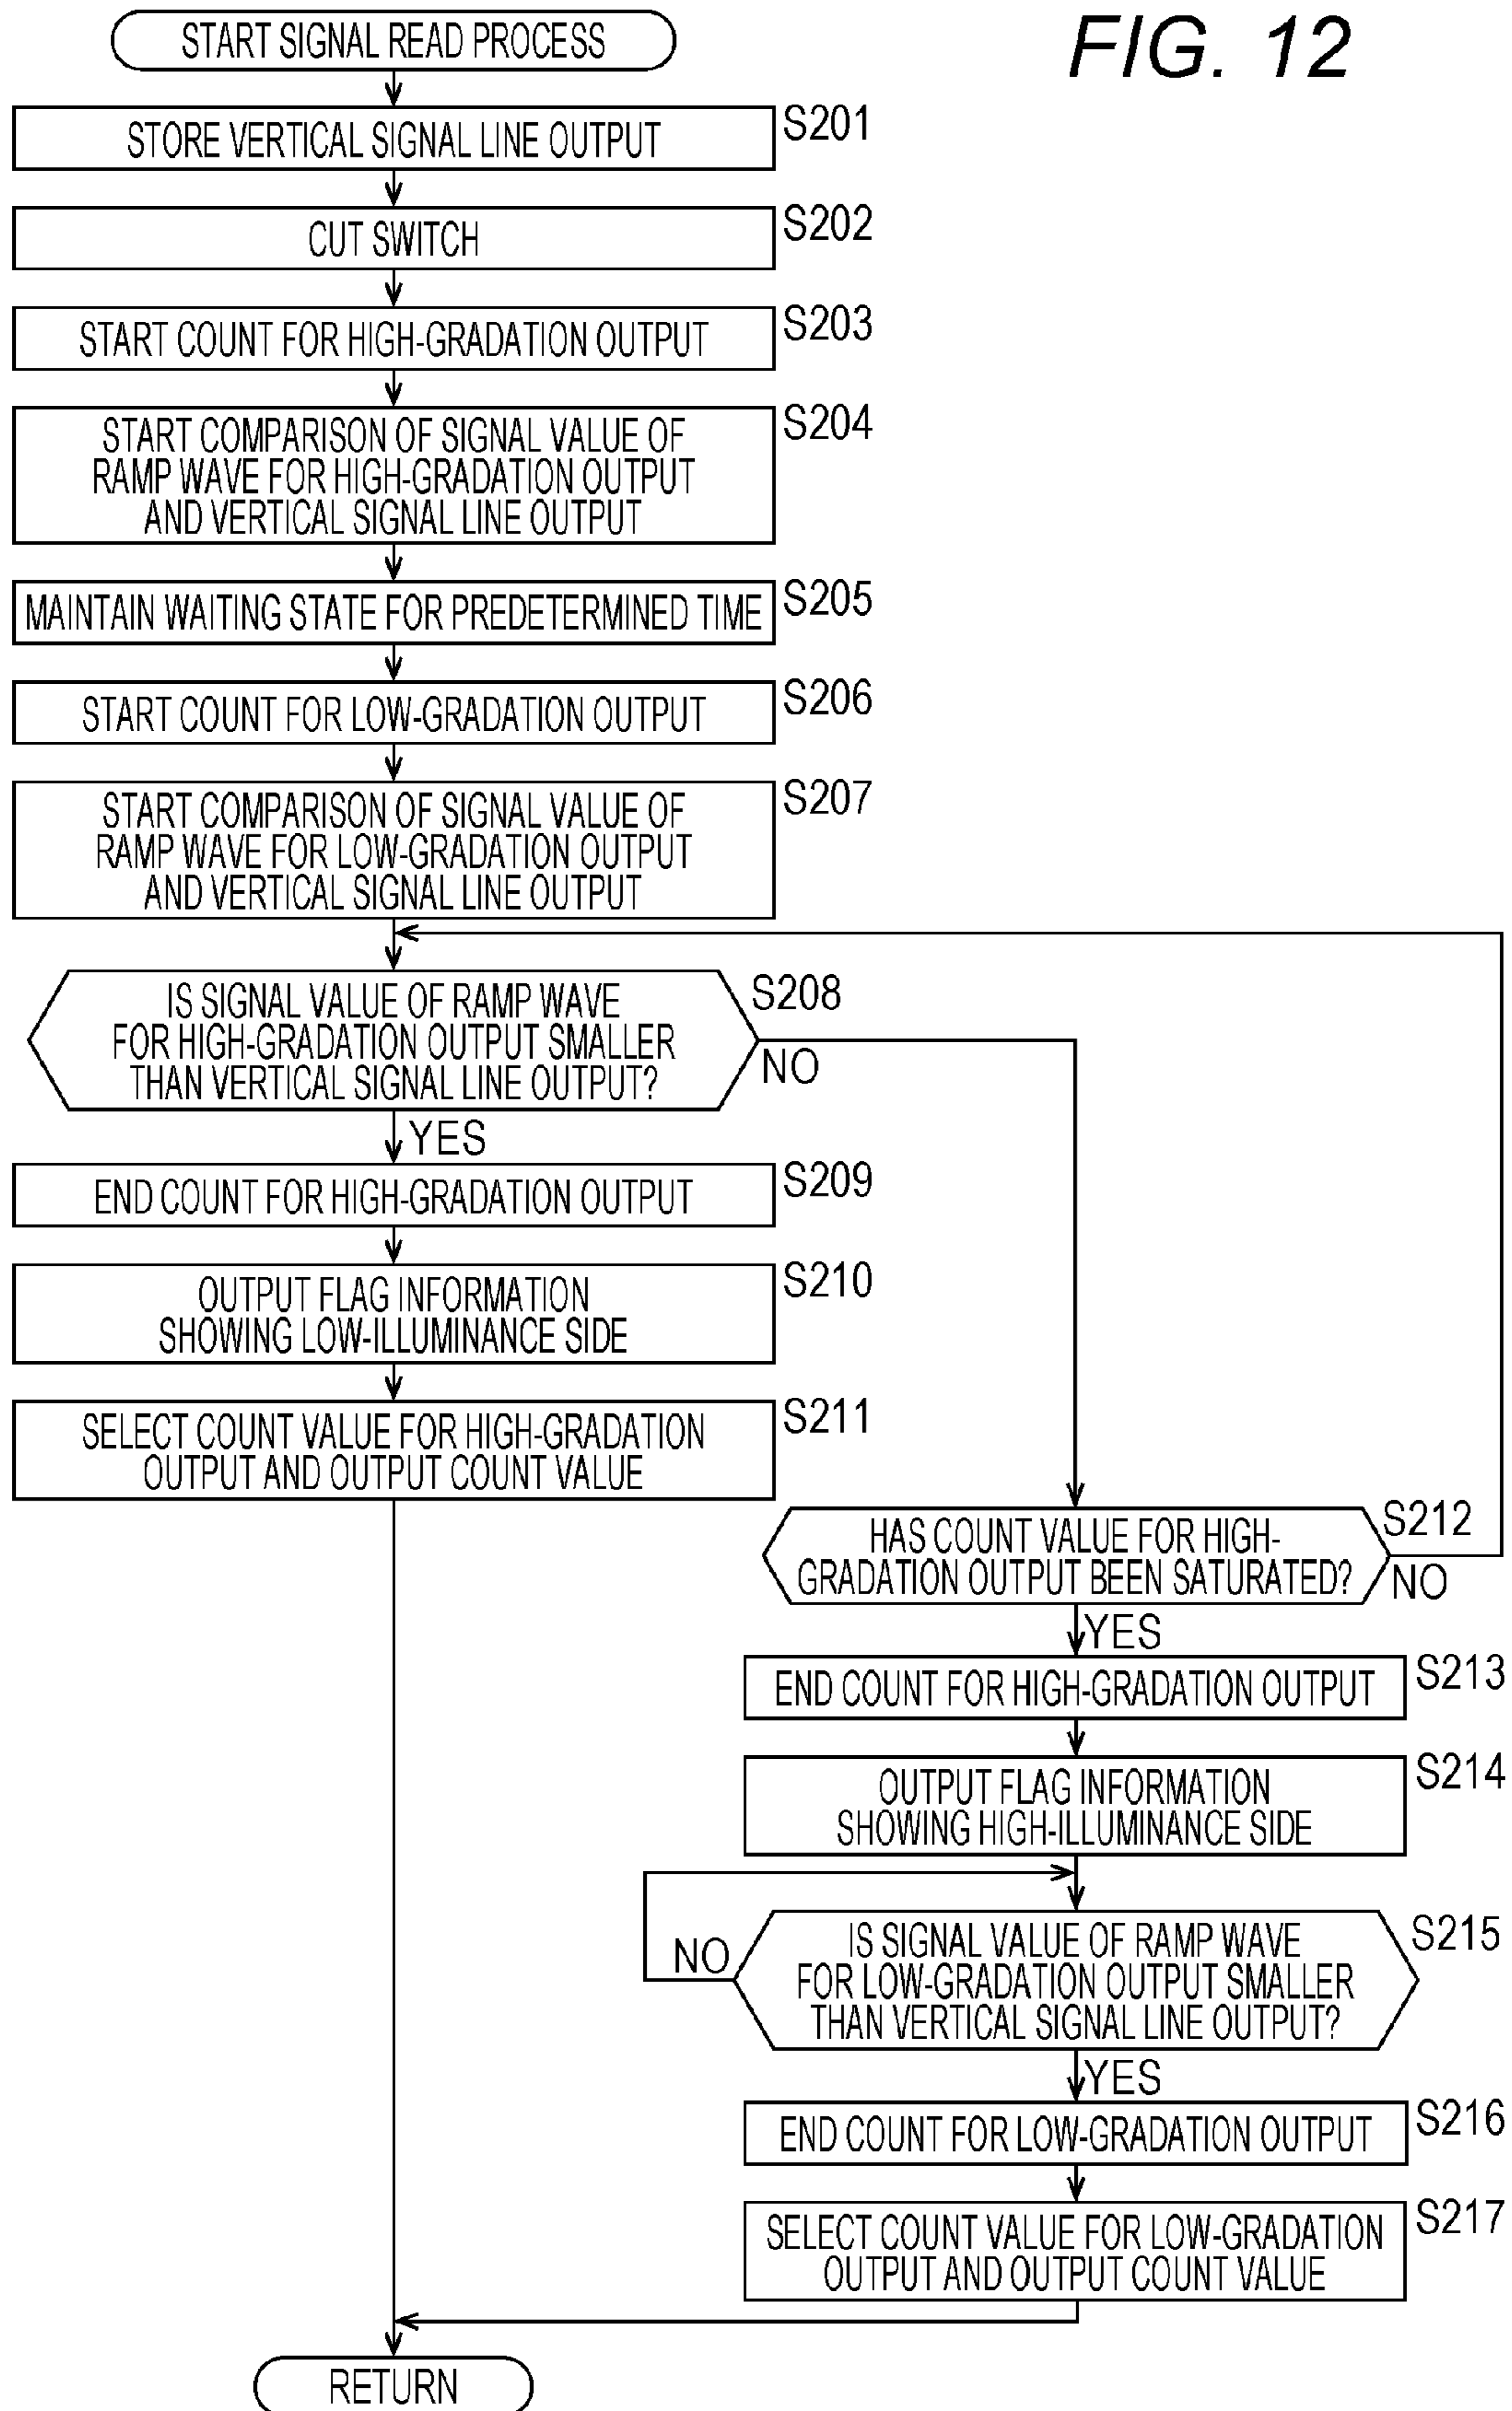 FIG. 12
START SIGNAL READ PROCESS
STORE VERTICAL SIGNAL LINE OUTPUT
S201
CUT SWITCH
S202
START COUNT FOR HIGH-GRADATION OUTPUT
S203
START COMPARISON OF SIGNAL VALUE OF
RAMP WAVE FOR HIGH-GRADATION OUTPUT
AND VERTICAL SIGNAL LINE OUTPUT
S204
MAINTAIN WAITING STATE FOR PREDETERMINED TIME
S205
START COUNT FOR LOW-GRADATION OUTPUT
S206
START COMPARISON OF SIGNAL VALUE OF
RAMP WAVE FOR LOW-GRADATION OUTPUT
AND VERTICAL SIGNAL LINE OUTPUT
S207
IS SIGNAL VALUE OF RAMP WAVE
FOR HIGH-GRADATION OUTPUT SMALLER
THAN VERTICAL SIGNAL LINE OUTPUT?
S208
NO
YES
END COUNT FOR HIGH-GRADATION OUTPUT
S209
OUTPUT FLAG INFORMATION
SHOWING LOW-ILLUMINANCE SIDE
S210
SELECT COUNT VALUE FOR HIGH-GRADATION
OUTPUT AND OUTPUT COUNT VALUE
S211
HAS COUNT VALUE FOR HIGH-
GRADATION OUTPUT BEEN SATURATED?
S212
NO
YES
END COUNT FOR HIGH-GRADATION OUTPUT
S213
OUTPUT FLAG INFORMATION
SHOWING HIGH-ILLUMINANCE SIDE
S214
NO
IS SIGNAL VALUE OF RAMP WAVE
FOR LOW-GRADATION OUTPUT SMALLER
THAN VERTICAL SIGNAL LINE OUTPUT?
S215
YES
END COUNT FOR LOW-GRADATION OUTPUT
S216
SELECT COUNT VALUE FOR LOW-GRADATION
OUTPUT AND OUTPUT COUNT VALUE
S217
RETURN